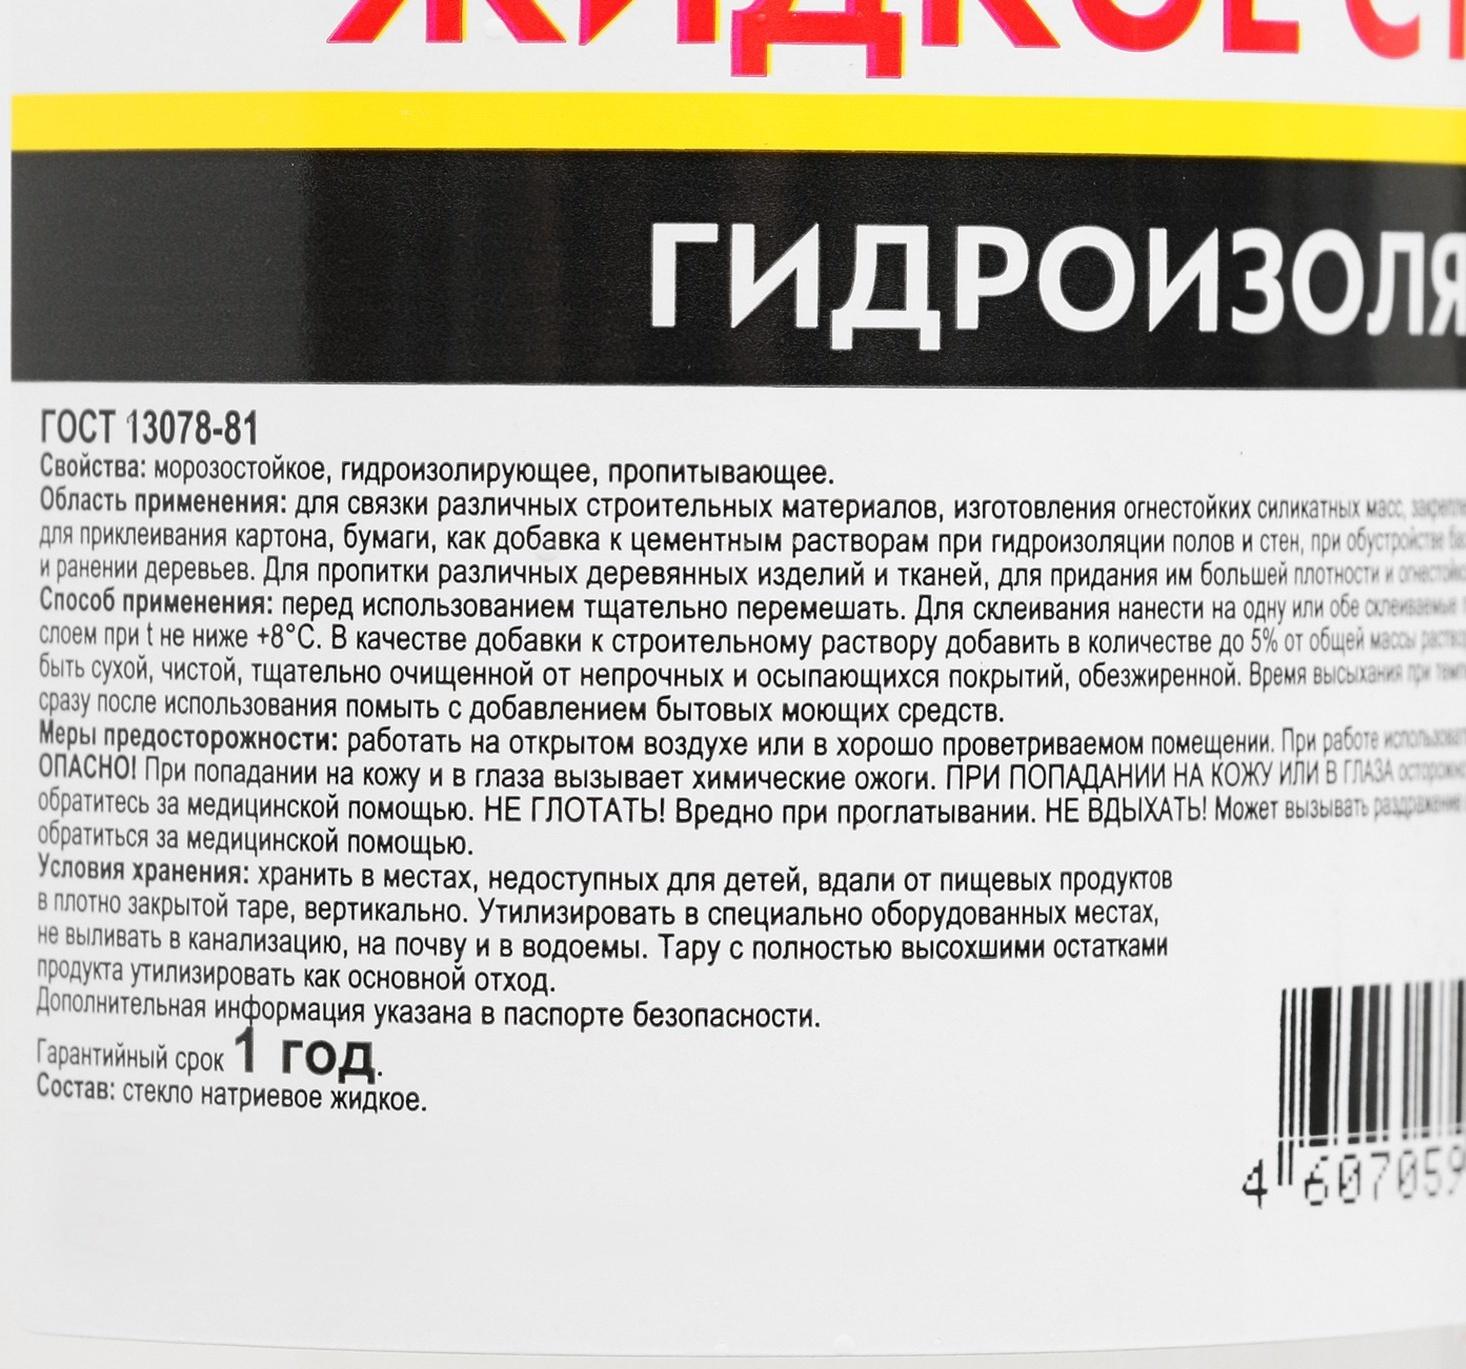 ЖИДКОЕ СТ
ГИДРОИЗОЛЯ
ГОСТ 13078-81
Свойства: морозостойкое, гидроизолирующее, пропитывающее.
Область применения: для связки различных строительных материалов, изготовления огнестойких силикатных масс,
для приклеивания картона, бумаги, как добавка к цементным растворам при гидроизоляции полов и стен, при обустройстве
и ранении деревьев. Для пропитки различных деревянных изделий и тканей, для придания им большей плотности и
Способ применения: перед использованием тщательно перемешать. Для склеивания нанести на одну или обе склеиваемые
слоем при t не ниже +8°С. В качестве добавки к строительному раствору добавить в количестве до 5% от общей массы
быть сухой, чистой, тщательно очищенной от непрочных и осыпающихся покрытий, обезжиренной. Время высыхания при
сразу после использования помыть с добавлением бытовых моющих средств.
Меры предосторожности: работать на открытом воздухе или в хорошо проветриваемом помещении. При работе
ОПАСНО! При попадании на кожу и в глаза вызывает химические ожоги. ПРИ ПОПАДАНИИ НА КОЖУ ИЛИ В ГЛАЗА осторожно
обратитесь за медицинской помощью. НЕ ГЛОТАТЬ! Вредно при проглатывании. НЕ ВДЫХАТЬ! Может вызывать раздражение
обратиться за медицинской помощью.
Условия хранения: хранить в местах, недоступных для детей, вдали от пищевых продуктов
в плотно закрытой таре, вертикально. Утилизировать в специально оборудованных местах,
не выливать в канализацию, на почву и в водоемы. Тару с полностью высохшими остатками
продукта утилизировать как основной отход.
Дополнительная информация указана в паспорте безопасности.
Гарантийный срок 1 год.
Состав: стекло натриевое жидкое.
4 607059